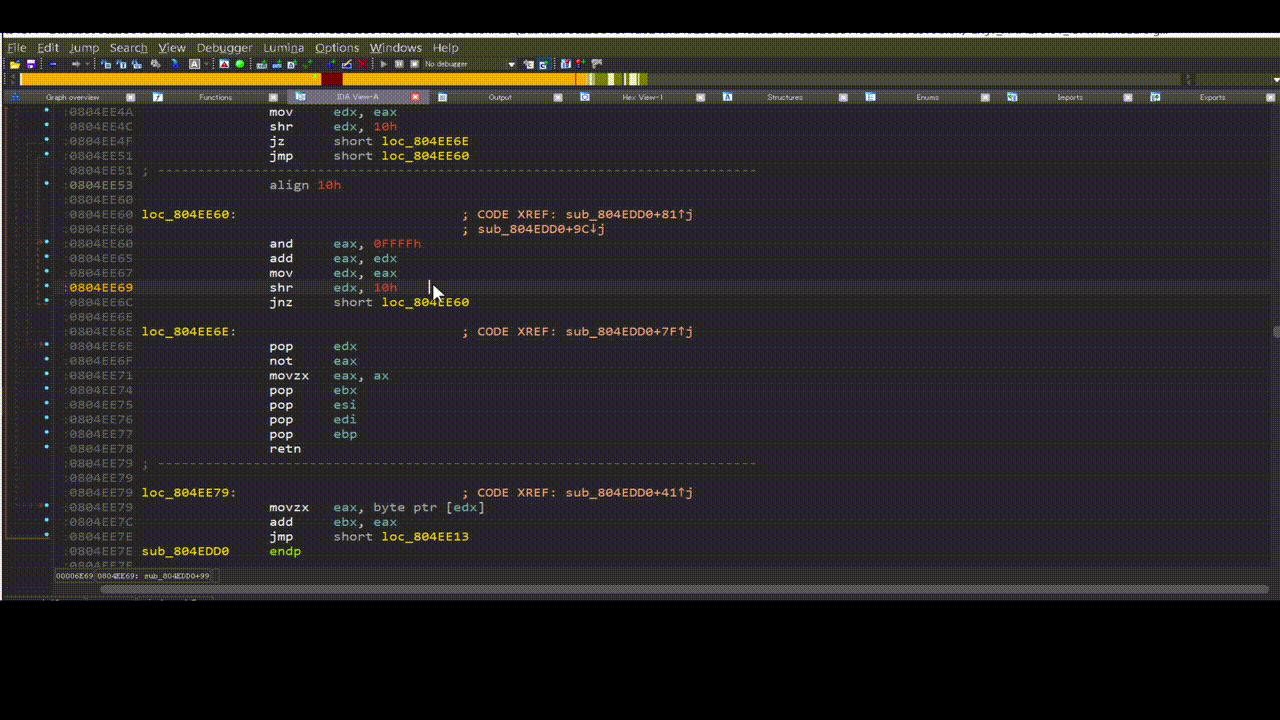 File Edit Jump Search View Debugger Lumina Options Windows Help
No debugger
Graph overview Functions IDA View-A Output Hex View-1 Structures Enums Imports Exports
:0804EE4A mov edx, eax
:0804EE4C shr edx, 10h
:0804EE4F jz short loc_804EE6E
:0804EE51 jmp short loc_804EE60
:0804EE51 ; ---------------------------------------------------------------------------
:0804EE53 align 10h
:0804EE60
:0804EE60 loc_804EE60: ; CODE XREF: sub_804EDD0+81↑j
:0804EE60 ; sub_804EDD0+9C↓j
:0804EE60 and eax, 0FFFFh
:0804EE65 add eax, edx
:0804EE67 mov edx, eax
:0804EE69 shr edx, 10h
:0804EE6C jnz short loc_804EE60
:0804EE6E
:0804EE6E loc_804EE6E: ; CODE XREF: sub_804EDD0+7F↑j
:0804EE6E pop edx
:0804EE6F not eax
:0804EE71 movzx eax, ax
:0804EE74 pop ebx
:0804EE75 pop esi
:0804EE76 pop edi
:0804EE77 pop ebp
:0804EE78 retn
:0804EE79 ; ---------------------------------------------------------------------------
:0804EE79
:0804EE79 loc_804EE79: ; CODE XREF: sub_804EDD0+41↑j
:0804EE79 movzx eax, byte ptr [edx]
:0804EE7C add ebx, eax
:0804EE7E jmp short loc_804EE13
:0804EE7E sub_804EDD0 endp
:0804EE7E
00006E69 0804EE69: sub_804EDD0+99